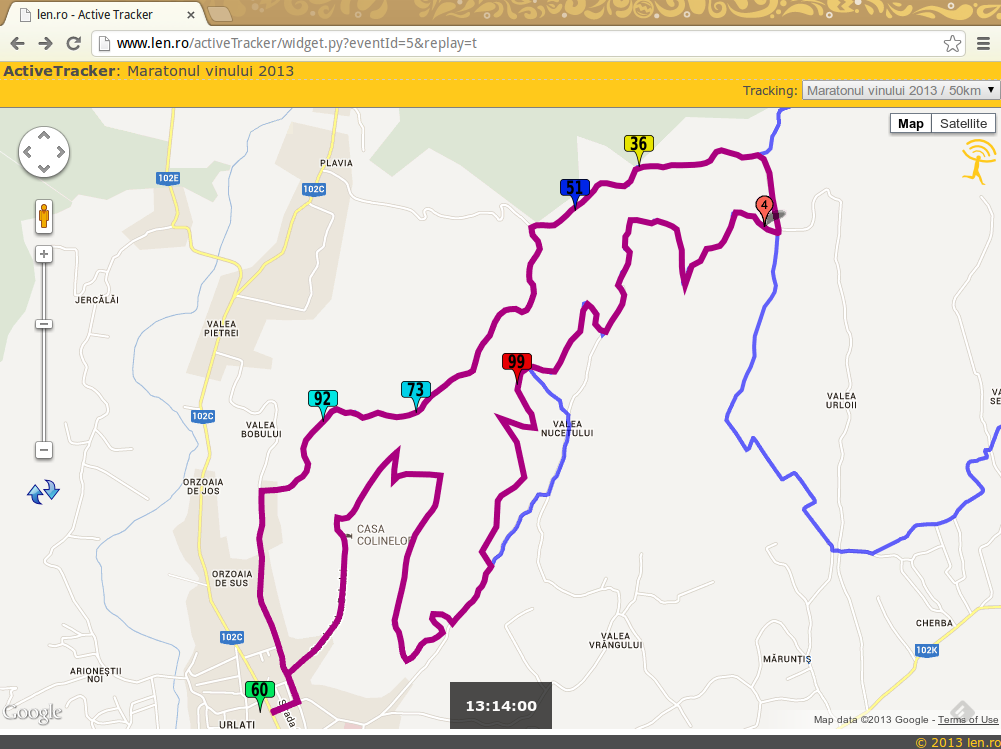 len.ro - Active Tracker
www.len.ro/activeTracker/widget.py?eventId=5&replay=t
ActiveTracker: Maratonul vinului 2013
Tracking: Maratonul vinului 2013 / 50km
Map Satellite
36
PLAVIA
102E
102C
51
4
JERCĂLĂI
VALEA
PIETREI
99
73
92
102C
VALEA
BOBULUI
VALEA
NUCETULUI
VALEA
URLOII
VA
SE
ORZOAIA
DE JOS
CASA
COLINELOR
ORZOAIA
DE SUS
102C
VALEA
VRÂNGULUI
CHERBA
102K
MĂRUNȚIȘ
ARIONEȘTII
NOI
60
Strada
URLATI
13:14:00
Google
Map data ©2013 Google - Terms of Use
© 2013 len.ro